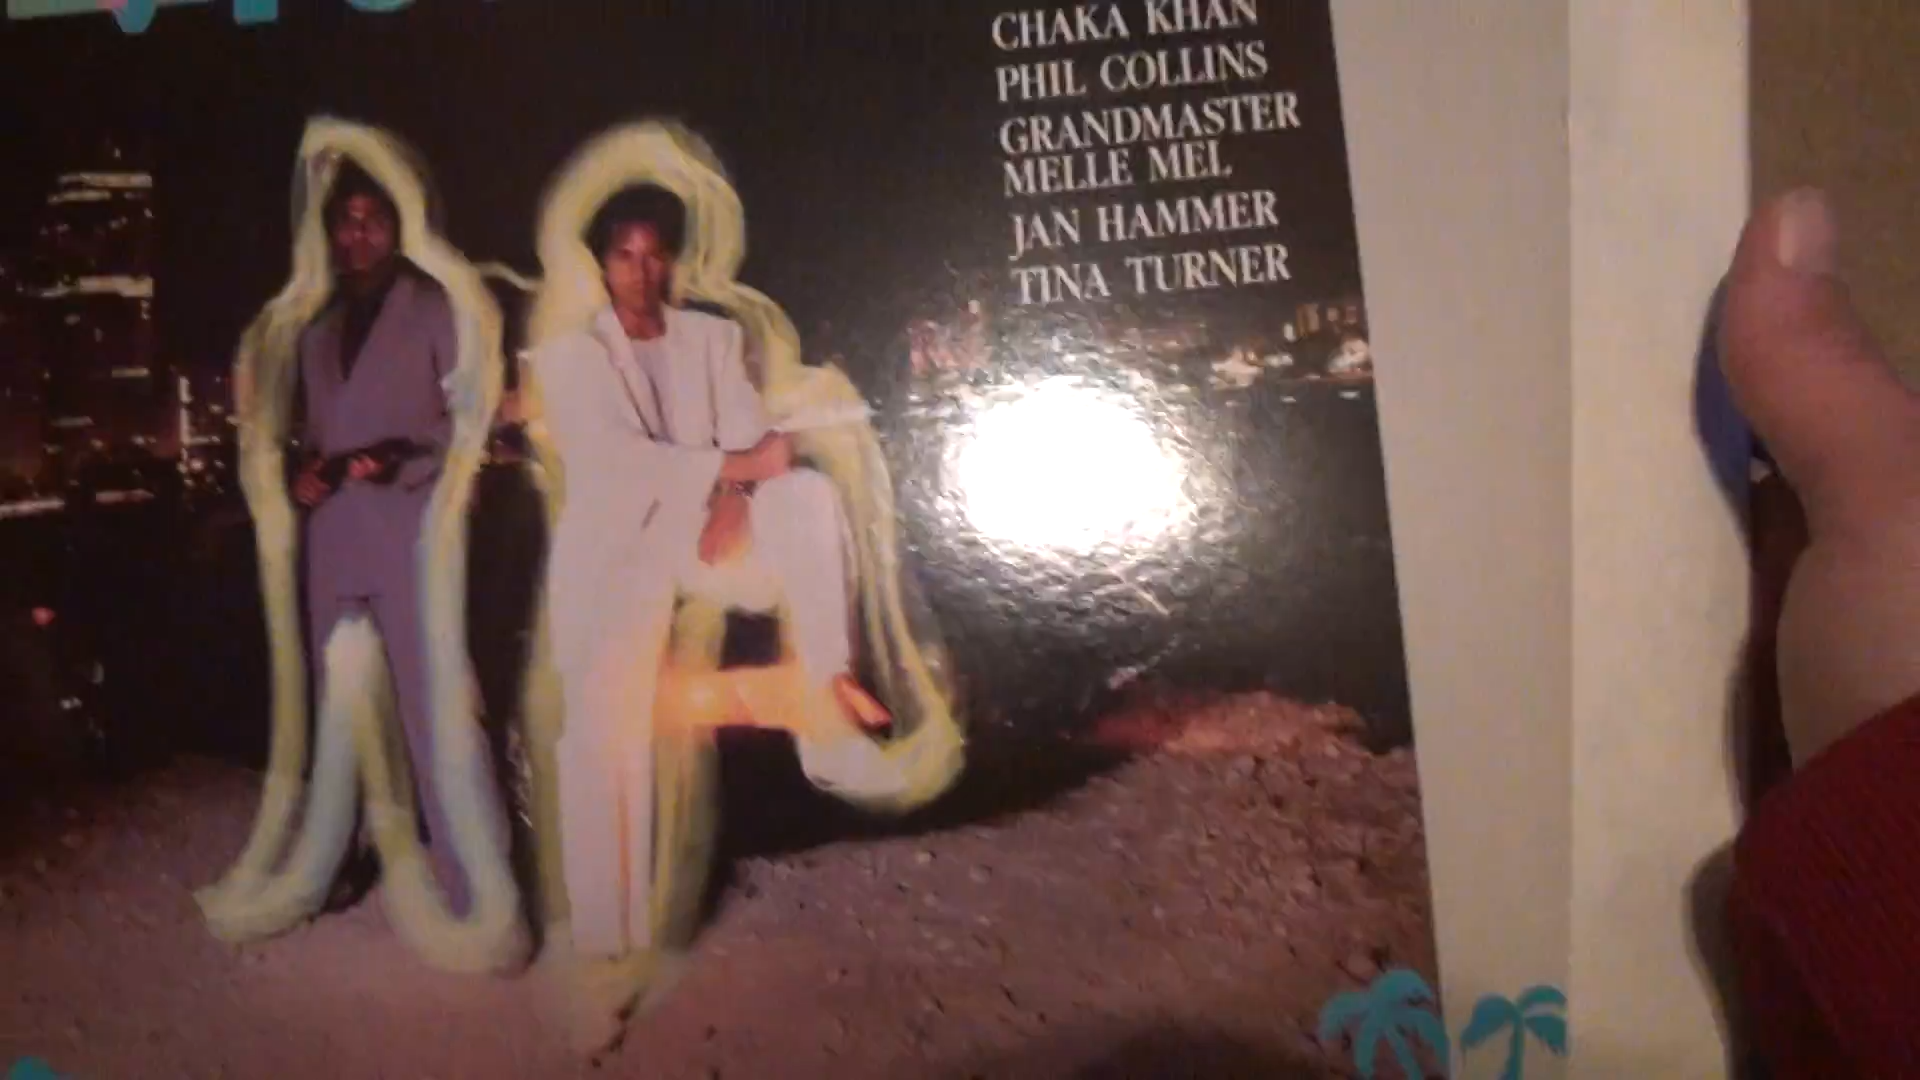 CHAKA KHAN
PHIL COLLINS
GRANDMASTER
MELLE MEL
JAN HAMMER
TINA TURNER